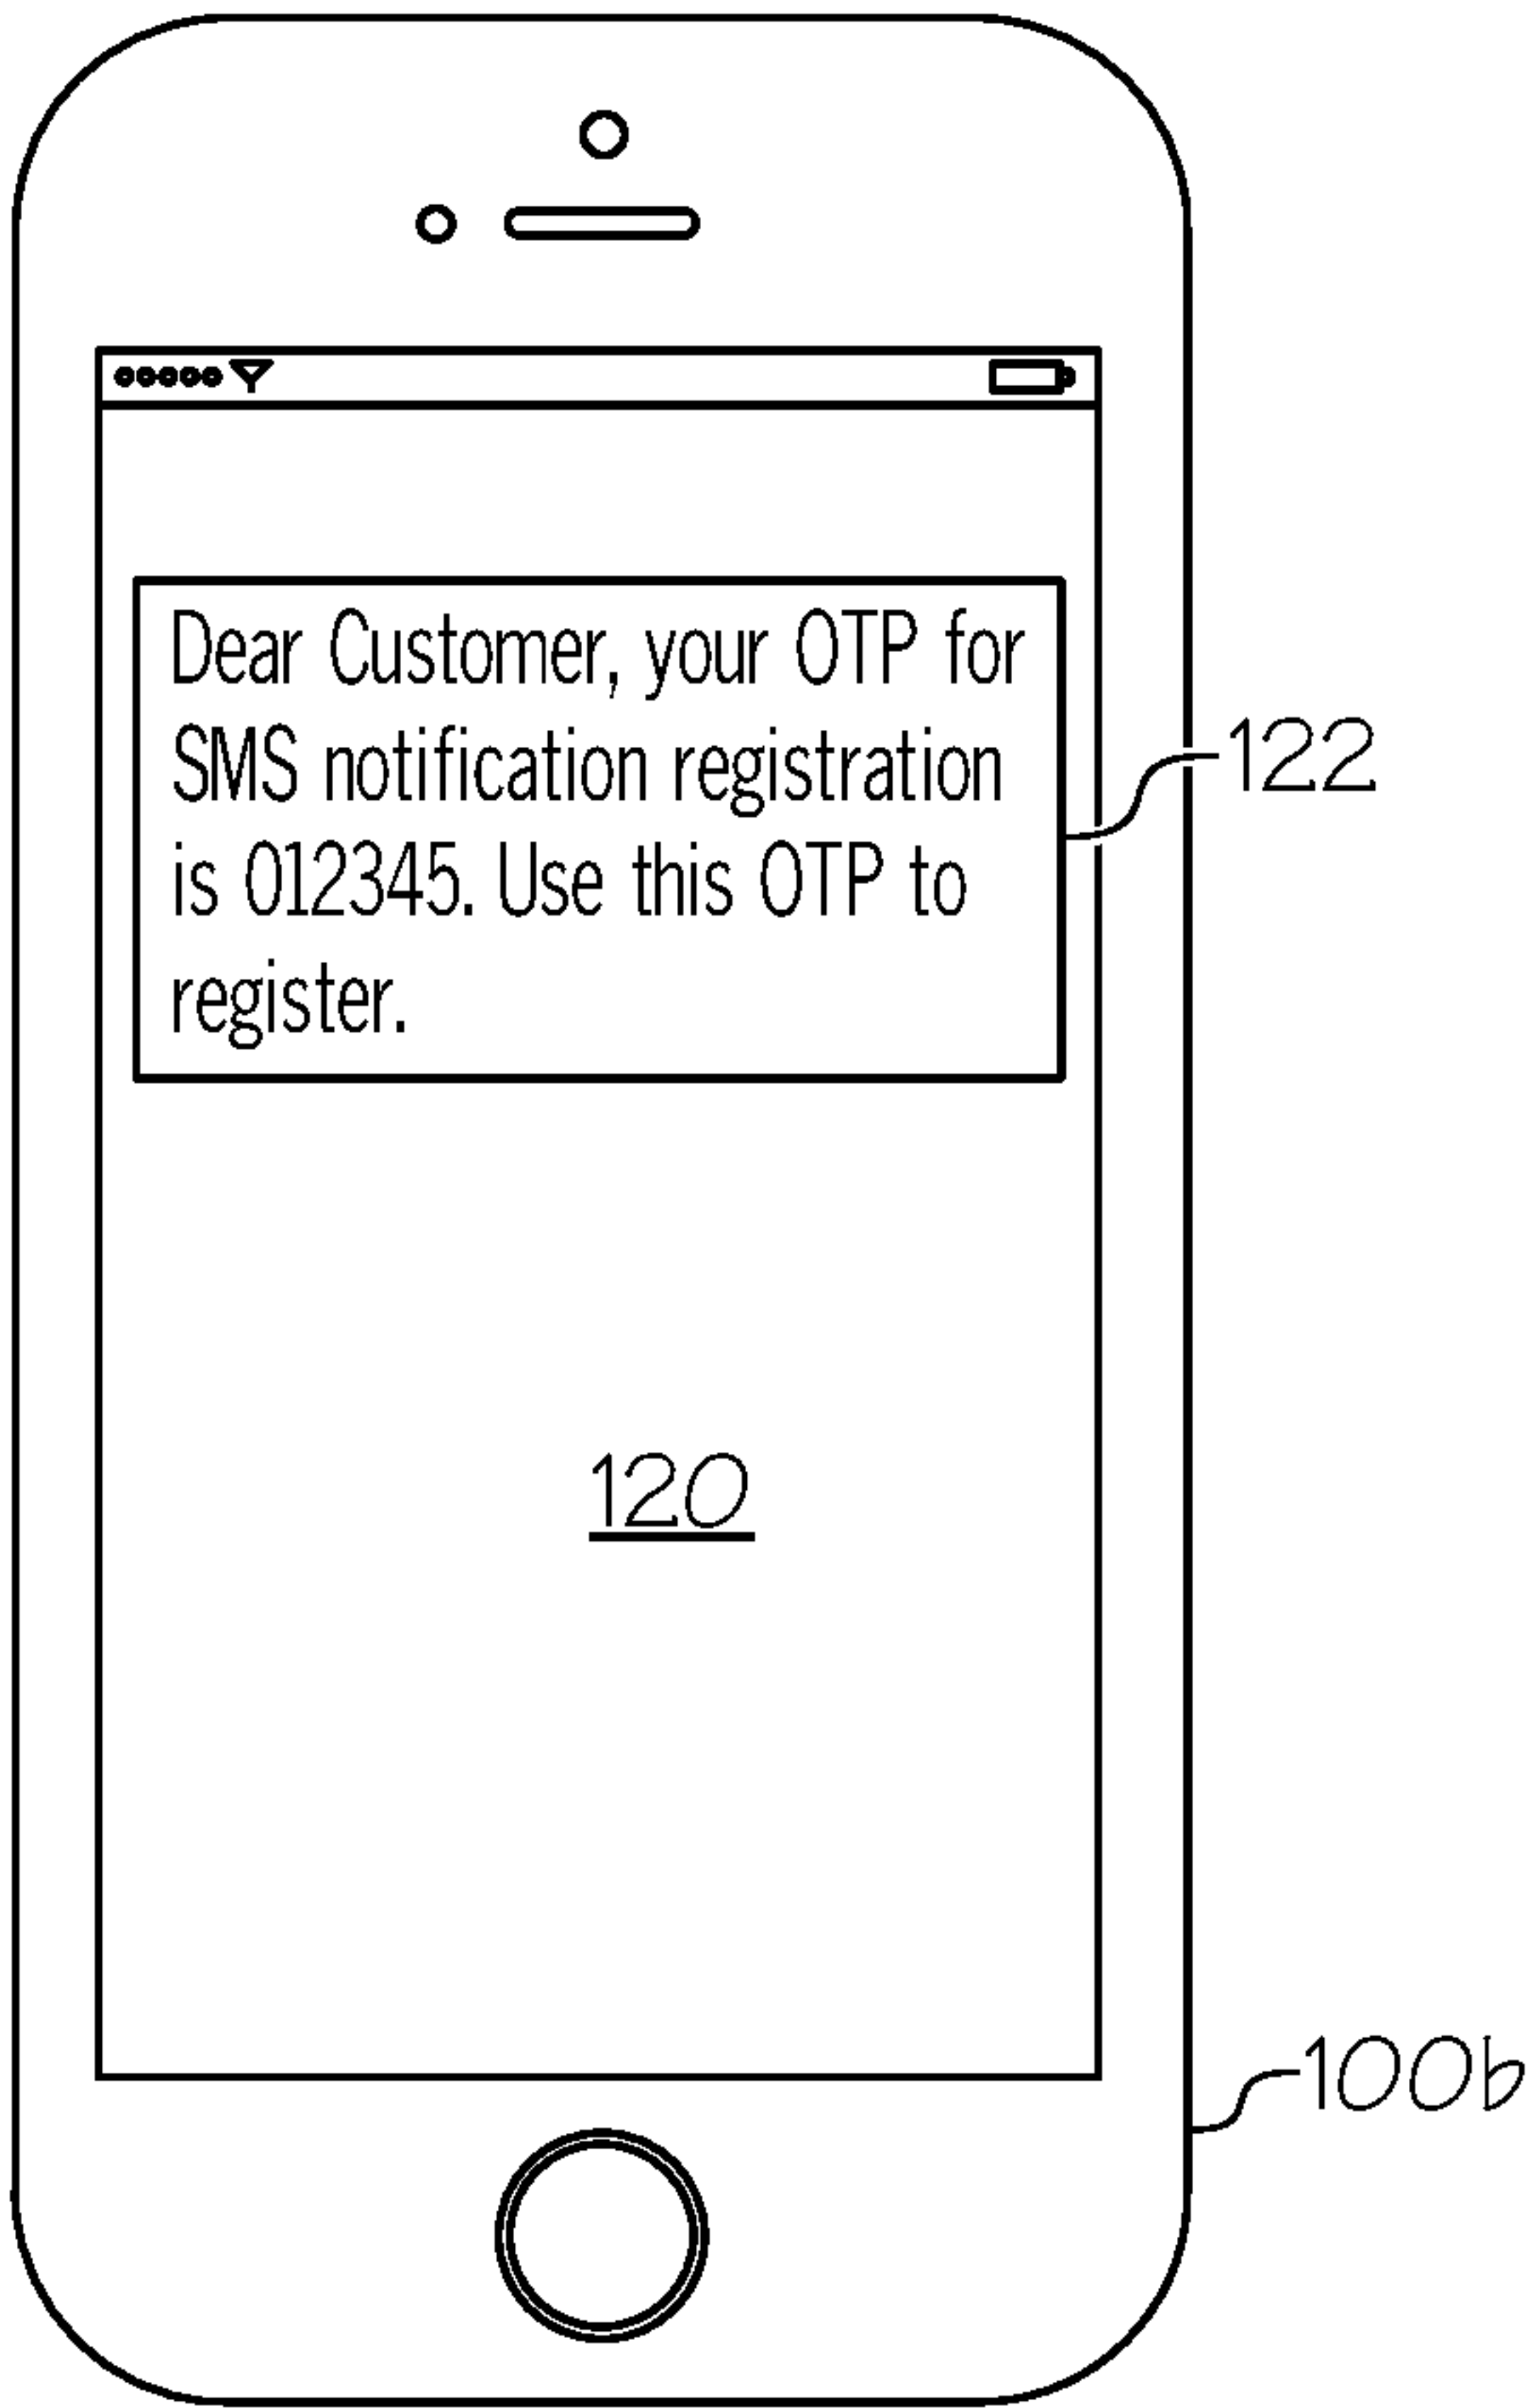 Dear Customer, your OTP for
SMS notification registration
is 012345. Use this OTP to
register.
122
120
100b